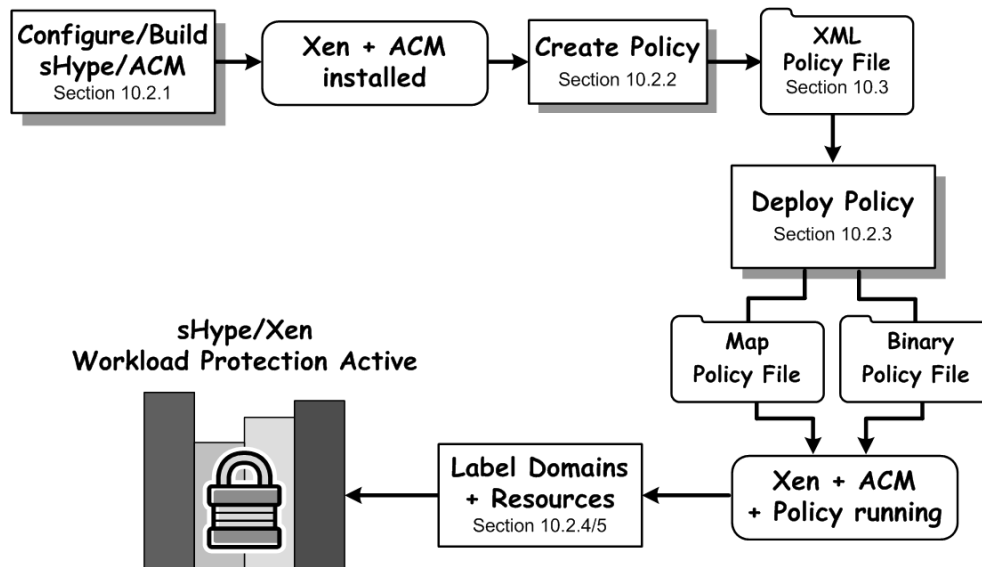 Configure/Build
sHype/ACM
Section 10.2.1
Xen + ACM
installed
Create Policy
Section 10.2.2
XML
Policy File
Section 10.3
Deploy Policy
Section 10.2.3
Map
Policy File
Binary
Policy File
Xen + ACM
+ Policy running
Label Domains
+ Resources
Section 10.2.4/5
sHype/Xen
Workload Protection Active